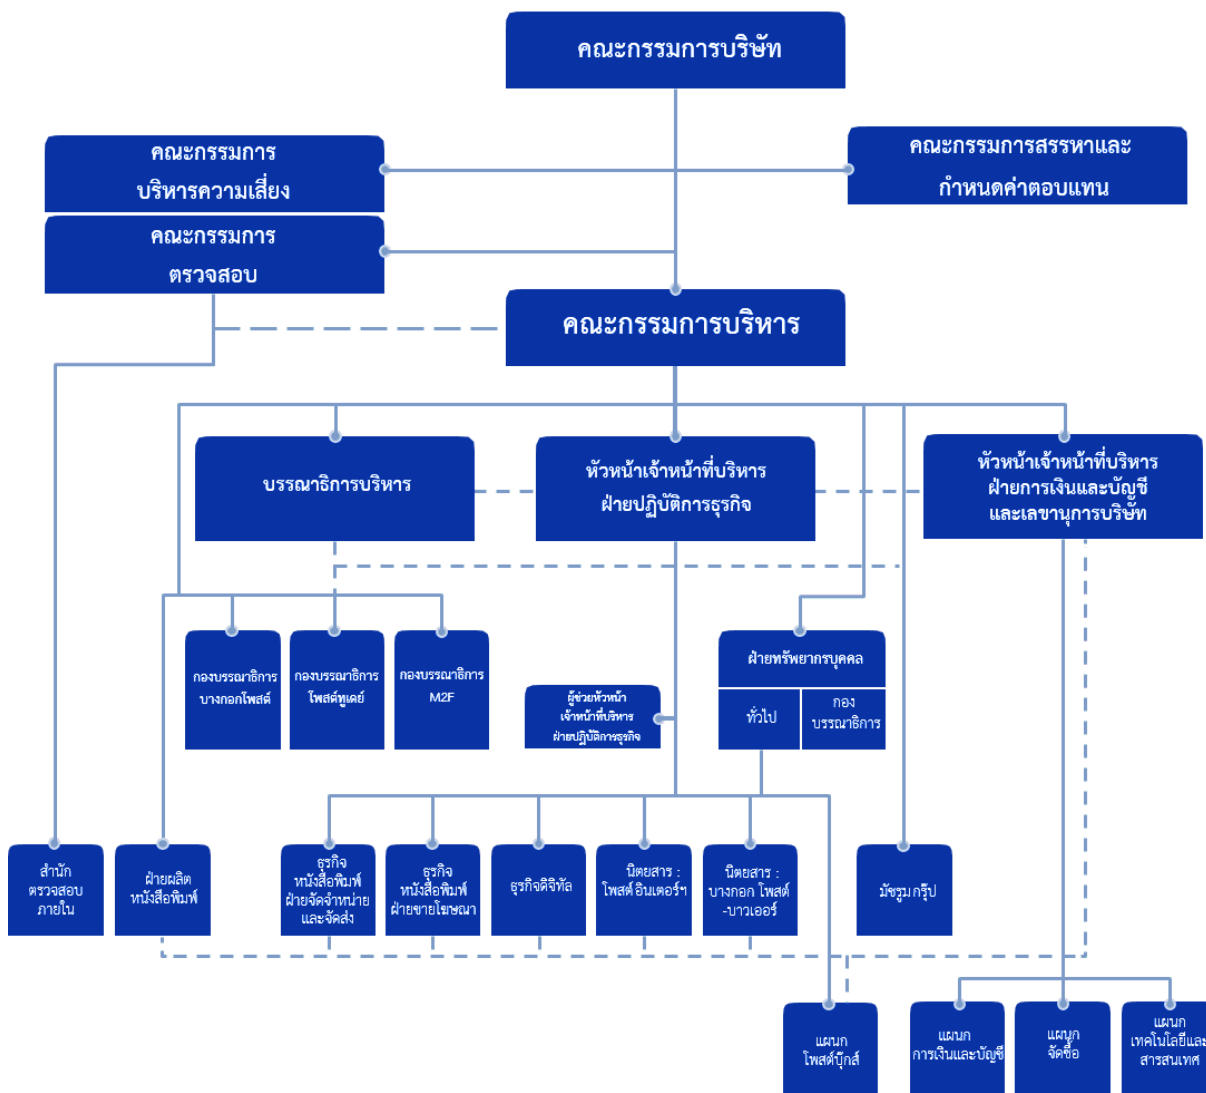 คณะกรรมการบริษัท
คณะกรรมการ
บริหารความเสี่ยง
คณะกรรมการสรรหาและ
กำหนดค่าตอบแทน
คณะกรรมการ
ตรวจสอบ
คณะกรรมการบริหาร
บรรณาธิการบริหาร
หัวหน้าเจ้าหน้าที่บริหาร
ฝ่ายปฏิบัติการธุรกิจ
หัวหน้าเจ้าหน้าที่บริหาร
ฝ่ายการเงินและบัญชี
และเลขานุการบริษัท
กองบรรณาธิการ
บางกอกโพสต์
กองบรรณาธิการ
โพสต์ทูเดย์
กองบรรณาธิการ
M2F
ผู้ช่วยหัวหน้า
เจ้าหน้าที่บริหาร
ฝ่ายปฏิบัติการธุรกิจ
ฝ่ายทรัพยากรบุคคล
ทั่วไป
กอง
บรรณาธิการ
สำนัก
ตรวจสอบ
ภายใน
ฝ่ายผลิต
หนังสือพิมพ์
ธุรกิจ
หนังสือพิมพ์
ฝ่ายจัดจำหน่าย
และจัดส่ง
ธุรกิจ
หนังสือพิมพ์
ฝ่ายขายโฆษณา
ธุรกิจดิจิทัล
นิตยสาร :
โพสต์ อินเตอร์ฯ
นิตยสาร :
บางกอก โพสต์
-บาวเออร์
มัชรูม กรุ๊ป
แผนก
โพสต์บุ๊กส์
แผนก
การเงินและบัญชี
แผนก
จัดซื้อ
แผนก
เทคโนโลยีและ
สารสนเทศ